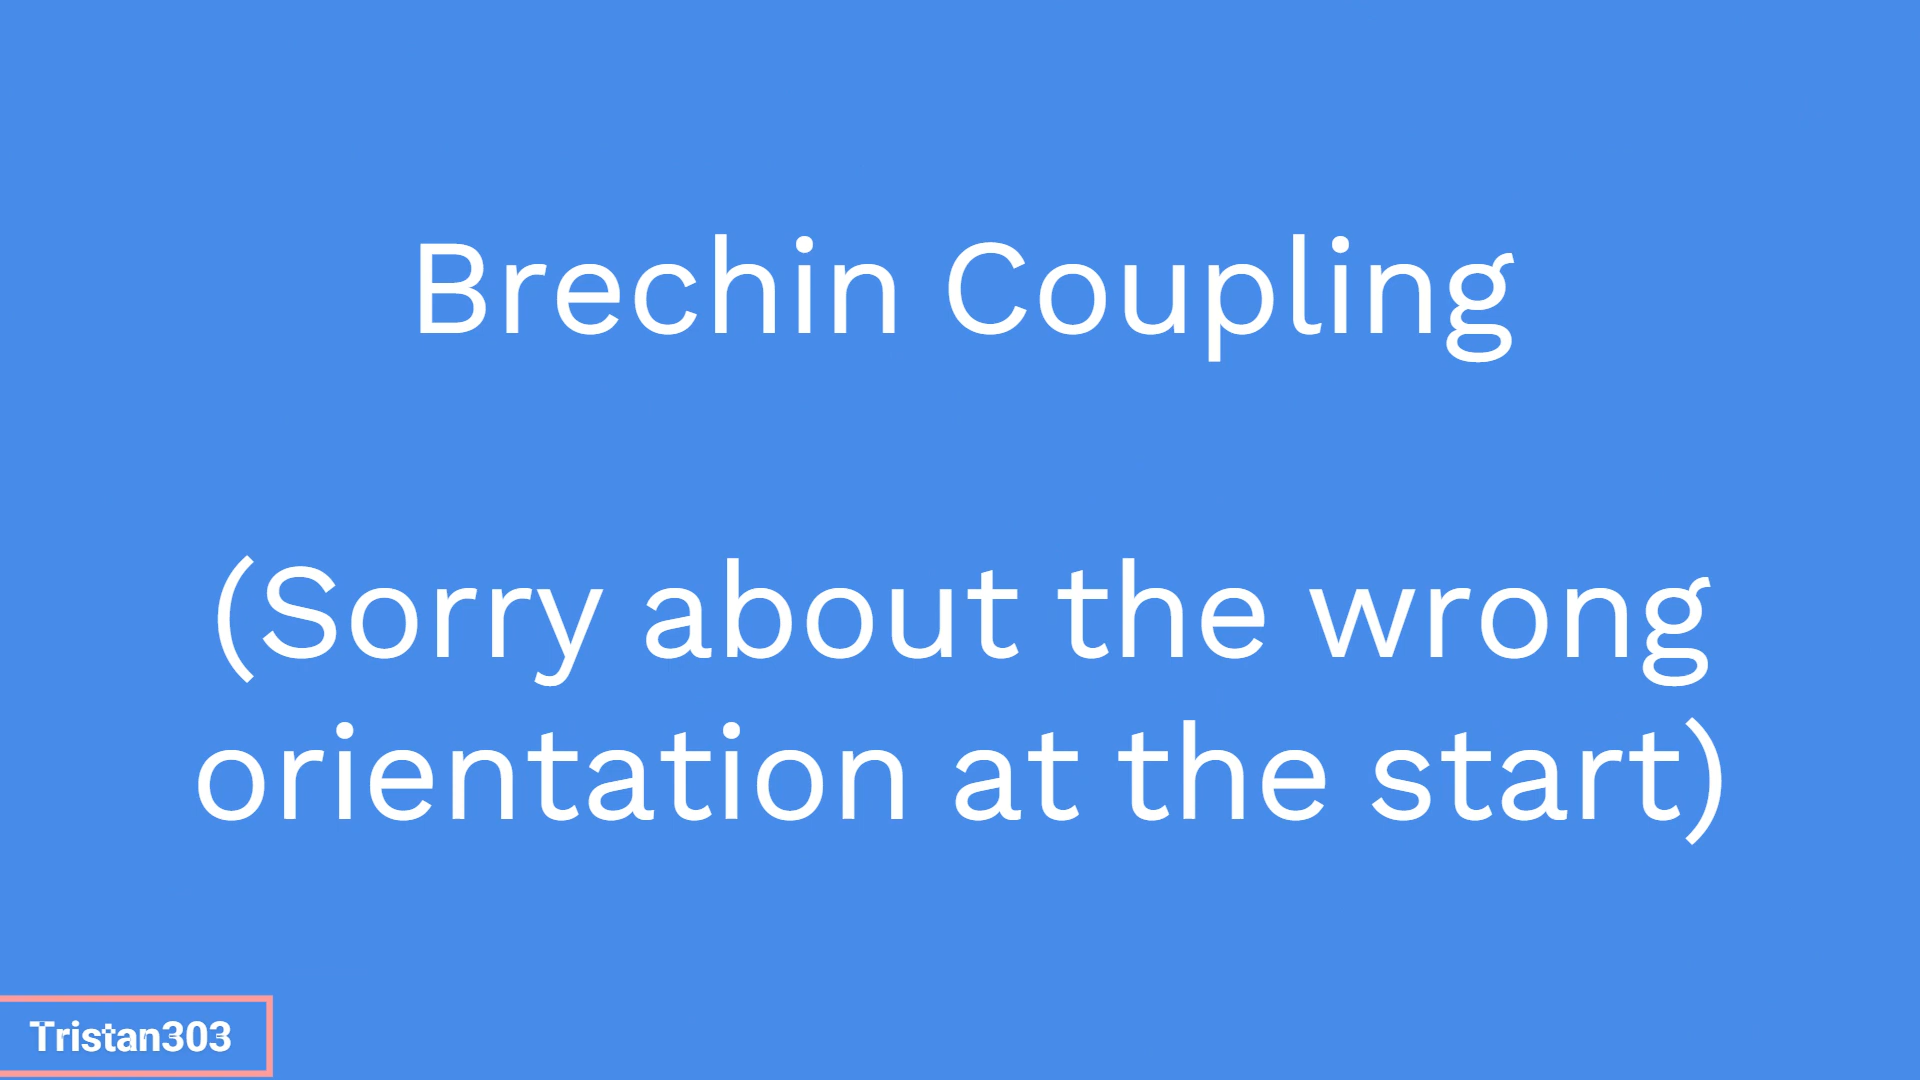 Brechin Coupling
(Sorry about the wrong
orientation at the start)
Tristan303